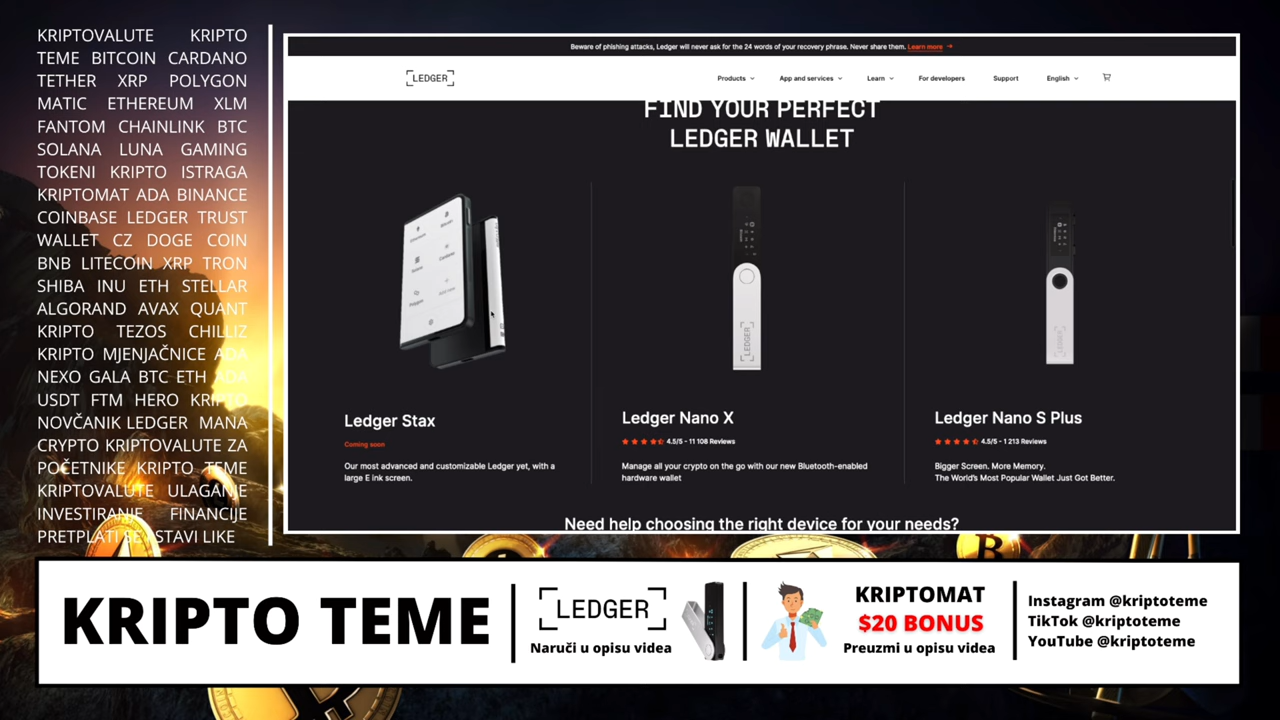 KRIPTOVALUTE KRIPTO
TEME BITCOIN CARDANO
TETHER XRP POLYGON
MATIC ETHEREUM XLM
FANTOM CHAINLINK BTC
SOLANA LUNA GAMING
TOKENI KRIPTO ISTRAGA
KRIPTOMAT ADA BINANCE
COINBASE LEDGER TRUST
WALLET CZ DOGE COIN
BNB LITECOIN XRP TRON
SHIBA INU ETH STELLAR
ALGORAND AVAX QUANT
KRIPTO TEZOS CHILLIZ
KRIPTO MJENJAČNICE ADA
NEXO GALA BTC ETH ADA
USDT FTM HERO KRIPTO
NOVČANIK LEDGER MANA
CRYPTO KRIPTOVALUTE ZA
POČETNIKE KRIPTO TEME
KRIPTOVALUTE ULAGANJE
INVESTIRANJE FINANCIJE
PRETPLATI SE OSTAVI LIKE
Beware of phishing attacks, Ledger will never ask for the 24 words of your recovery phrase. Never share them. Learn more →
LEDGER
Products App and services Learn For developers Support English
FIND YOUR PERFECT
LEDGER WALLET
LEDGER
LEDGER
Ledger Stax
Coming soon
Our most advanced and customizable Ledger yet, with a
large E ink screen.
Ledger Nano X
4.5/5 - 11 108 Reviews
Manage all your crypto on the go with our new Bluetooth-enabled
hardware wallet
Ledger Nano S Plus
4.5/5 - 1 213 Reviews
Bigger Screen. More Memory.
The World's Most Popular Wallet Just Got Better.
Need help choosing the right device for your needs?
KRIPTO TEME
LEDGER
Naruči u opisu videa
KRIPTOMAT
$20 BONUS
Preuzmi u opisu videa
Instagram @kriptoteme
TikTok @kriptoteme
YouTube @kriptoteme